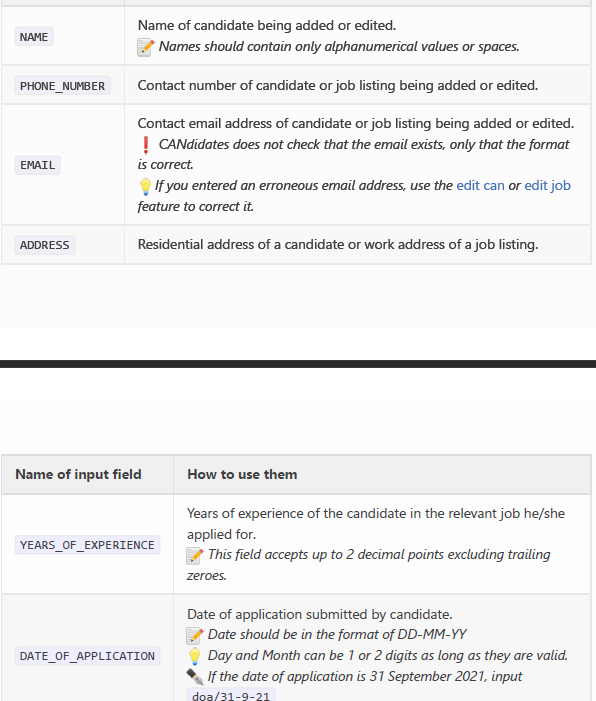 NAME
Name of candidate being added or edited.
📝 Names should contain only alphanumerical values or spaces.
PHONE_NUMBER
Contact number of candidate or job listing being added or edited.
EMAIL
Contact email address of candidate or job listing being added or edited.
❗ CANdidates does not check that the email exists, only that the format
is correct.
💡If you entered an erroneous email address, use the edit can or edit job
feature to correct it.
ADDRESS
Residential address of a candidate or work address of a job listing.
Name of input field
How to use them
YEARS_OF_EXPERIENCE
Years of experience of the candidate in the relevant job he/she
applied for.
📝 This field accepts up to 2 decimal points excluding trailing
zeroes.
DATE_OF_APPLICATION
Date of application submitted by candidate.
📝 Date should be in the format of DD-MM-YY
💡 Day and Month can be 1 or 2 digits as long as they are valid.
✒️ If the date of application is 31 September 2021, input
doa/31-9-21